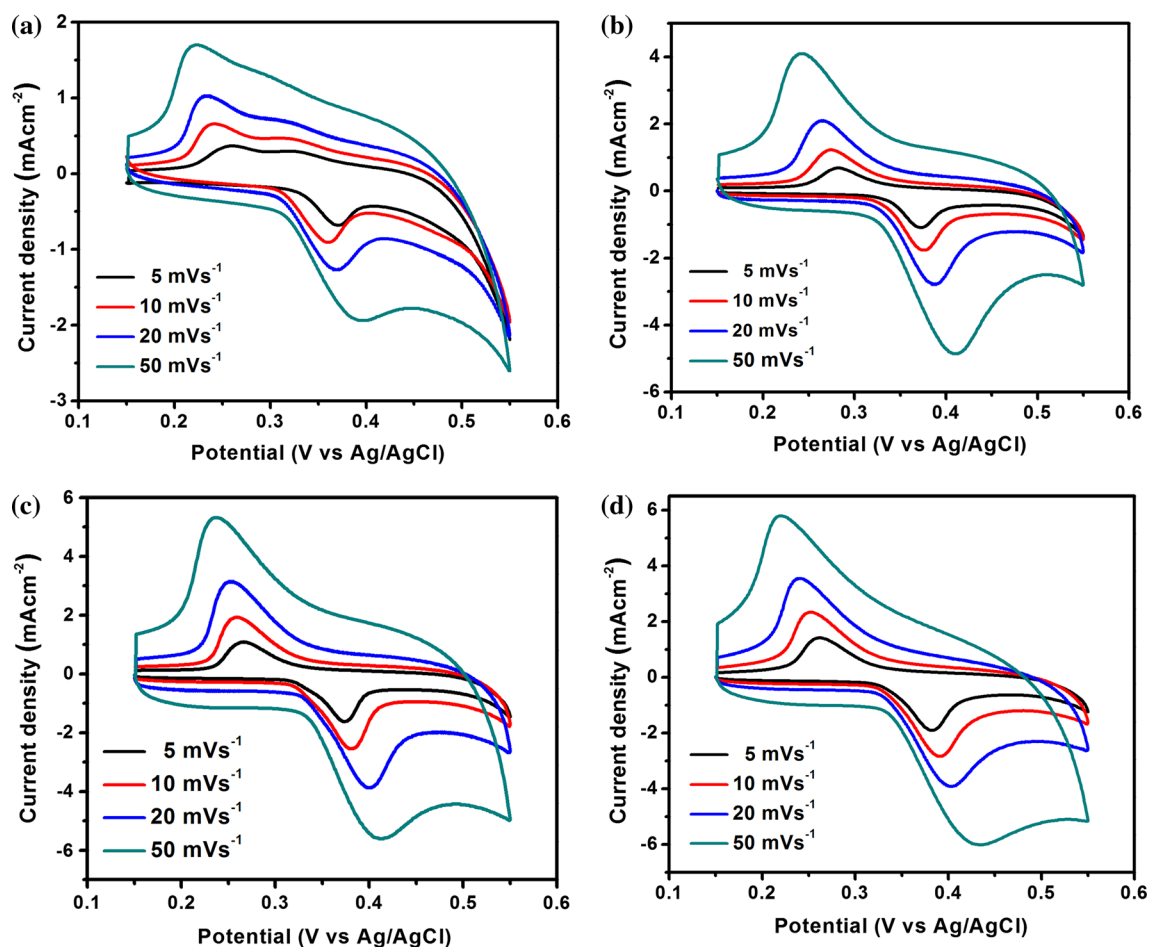 (a)
Current density (mAcm⁻²)
2
1
0
-1
-2
-3
5 mVs⁻¹
10 mVs⁻¹
20 mVs⁻¹
50 mVs⁻¹
0.1 0.2 0.3 0.4 0.5 0.6
Potential (V vs Ag/AgCl)
(b)
Current density (mAcm⁻²)
4
2
0
-2
-4
-6
5 mVs⁻¹
10 mVs⁻¹
20 mVs⁻¹
50 mVs⁻¹
0.1 0.2 0.3 0.4 0.5 0.6
Potential (V vs Ag/AgCl)
(c)
Current density (mAcm⁻²)
6
4
2
0
-2
-4
-6
5 mVs⁻¹
10 mVs⁻¹
20 mVs⁻¹
50 mVs⁻¹
0.1 0.2 0.3 0.4 0.5 0.6
Potential (V vs Ag/AgCl)
(d)
Current density (mAcm⁻²)
6
4
2
0
-2
-4
-6
5 mVs⁻¹
10 mVs⁻¹
20 mVs⁻¹
50 mVs⁻¹
0.1 0.2 0.3 0.4 0.5 0.6
Potential (V vs Ag/AgCl)